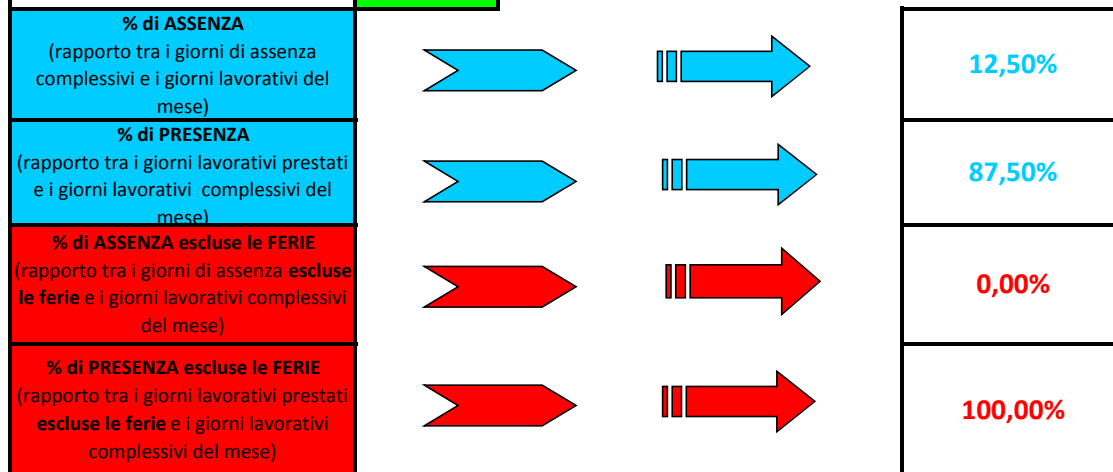 % di ASSENZA
(rapporto tra i giorni di assenza
complessivi e i giorni lavorativi del
mese)
12,50%
% di PRESENZA
(rapporto tra i giorni lavorativi prestati
e i giorni lavorativi complessivi del
mese)
87,50%
% di ASSENZA escluse le FERIE
(rapporto tra i giorni di assenza escluse
le ferie e i giorni lavorativi complessivi
del mese)
0,00%
% di PRESENZA escluse le FERIE
(rapporto tra i giorni lavorativi prestati
escluse le ferie e i giorni lavorativi
complessivi del mese)
100,00%